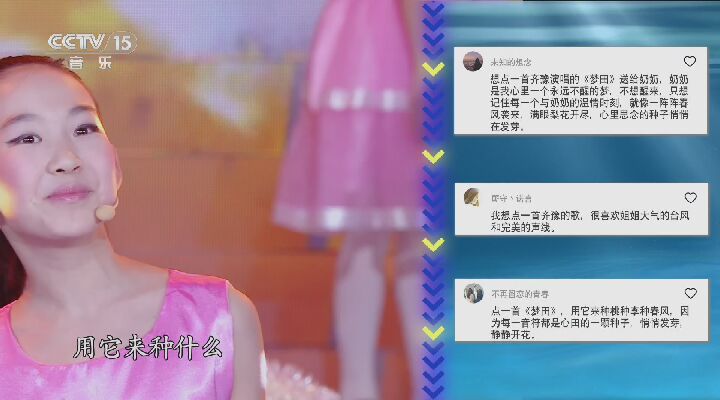 CCTV 15
音乐
未知的想念
想点一首齐豫演唱的《梦田》送给奶奶，奶奶
是我心里一个永远不醒的梦，不想醒来，只想
记住每一个与奶奶的温情时刻，就像一阵阵春
风袭来，满眼梨花开尽，心里思念的种子悄悄
在发芽。
我想点一首齐豫的歌，很喜欢姐姐大气的台风
和完美的声线。
不再留恋的青春
点一首《梦田》，用它来种桃种李种春风，因
为每一音符都是心田的一颗种子，悄悄发芽，
静静开花。
用它来种什么